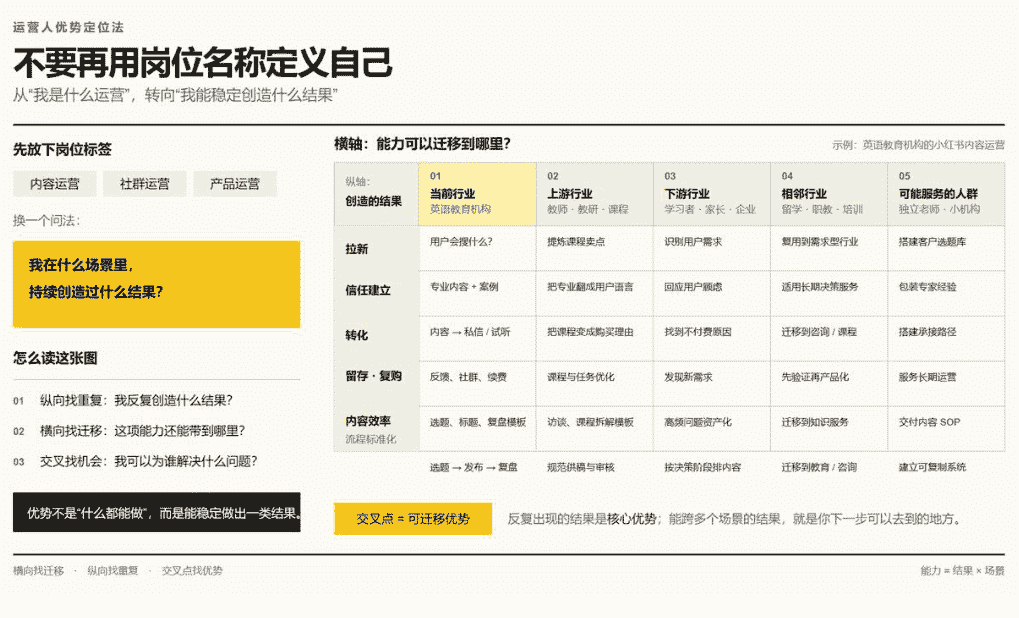 运营人优势定位法
不要再用岗位名称定义自己
从“我是什么运营”，转向“我能稳定创造什么结果”
先放下岗位标签
内容运营 社群运营 产品运营
换一个问法：
我在什么场景里，
持续创造过什么结果？
怎么读这张图
01 纵向找重复：我反复创造什么结果？
02 横向找迁移：这项能力还能带到哪里？
03 交叉找机会：我可以为谁解决什么问题？
优势不是“什么都能做”，而是能稳定做出一类结果。
横轴：能力可以迁移到哪里？
示例：英语教育机构的小红书内容运营
纵轴：
创造的结果
01
当前行业
英语教育机构
02
上游行业
教师 · 教研 · 课程
03
下游行业
学习者 · 家长 · 企业
04
相邻行业
留学 · 职教 · 培训
05
可能服务的人群
独立老师 · 小机构
拉新 用户会搜什么？ 提炼课程卖点 识别用户需求 复用到需求型行业 搭建客户选题库
信任建立 专业内容 + 案例 把专业翻成用户语言 回应用户顾虑 适用长期决策服务 包装专家经验
转化 内容 → 私信 / 试听 把课程变成购买理由 找到不付费原因 迁移到咨询 / 课程 搭建承接路径
留存 · 复购 反馈、社群、续费 课程与任务优化 发现新需求 先验证再产品化 服务长期运营
内容效率 选题、标题、复盘模板 访谈、课程拆解模板 高频问题资产化 迁移到知识服务 交付内容 SOP
流程标准化
选题 → 发布 → 复盘 规范供稿与审核 按决策阶段排内容 迁移到教育 / 咨询 建立可复制系统
交叉点 = 可迁移优势
反复出现的结果是核心优势；能跨多个场景的结果，就是你下一步可以去到的地方。
横向找迁移 · 纵向找重复 · 交叉点找优势
能力 = 结果 × 场景